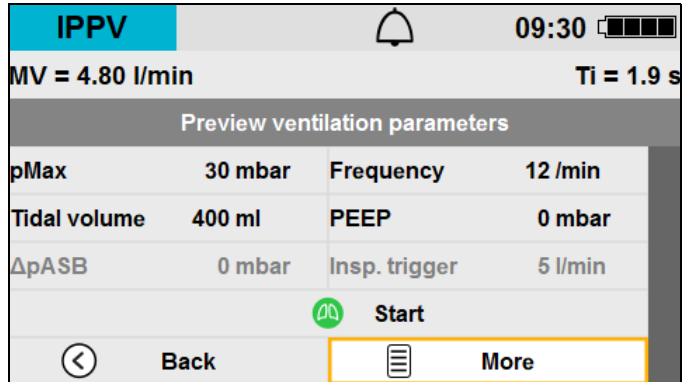 IPPV 09:30
MV = 4.80 l/min Ti = 1.9 s
Preview ventilation parameters
pMax 30 mbar Frequency 12 /min
Tidal volume 400 ml PEEP 0 mbar
ΔpASB 0 mbar Insp. trigger 5 l/min
Start
Back More